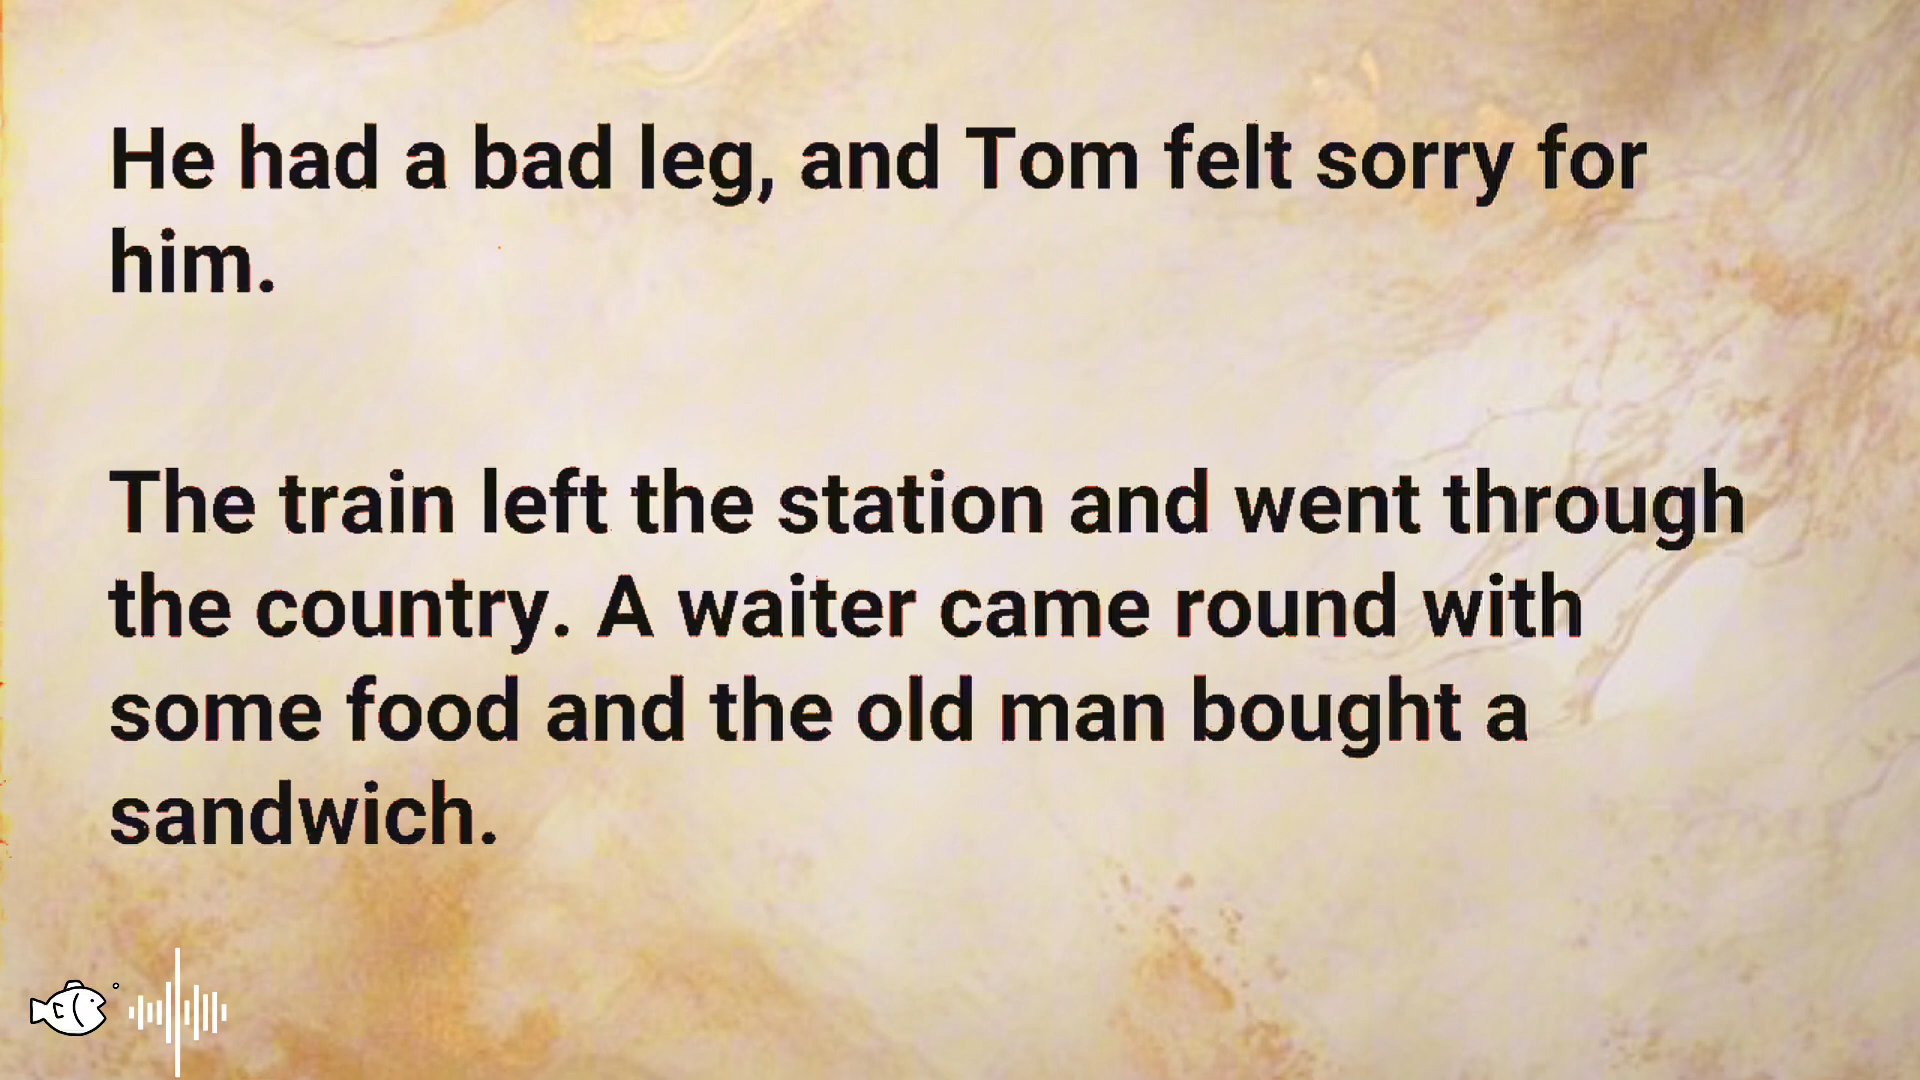 He had a bad leg, and Tom felt sorry for
him.
The train left the station and went through
the country. A waiter came round with
some food and the old man bought a
sandwich.